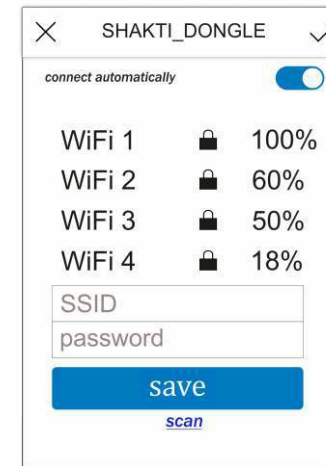 SHAKTI_DONGLE
connect automatically
WiFi 1 100%
WiFi 2 60%
WiFi 3 50%
WiFi 4 18%
SSID
password
save
scan